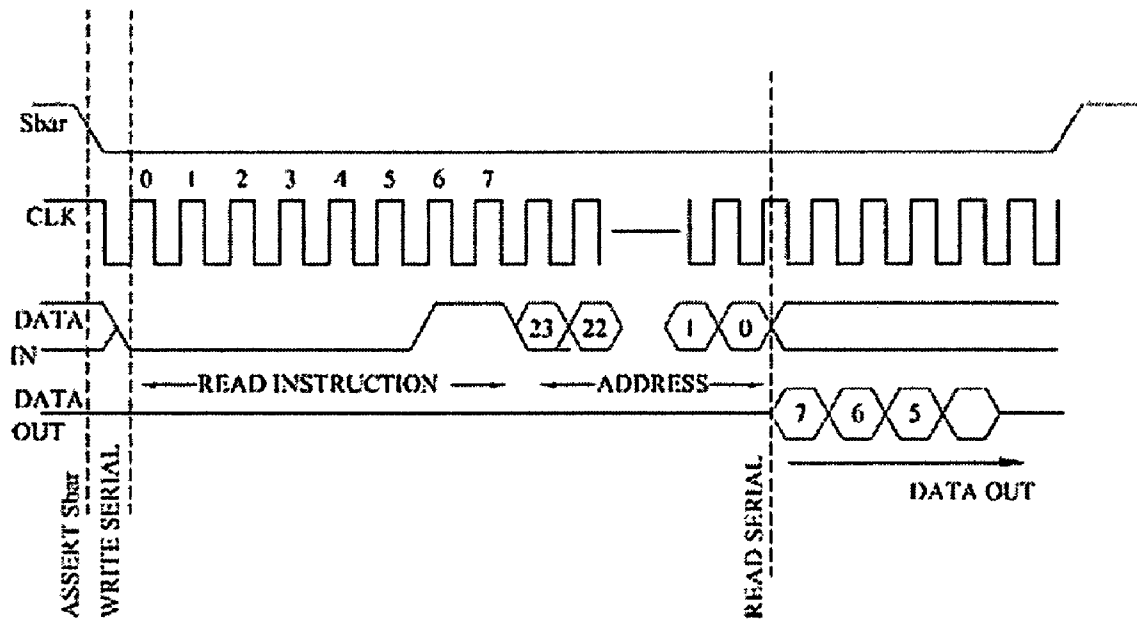 Sbar
0 1 2 3 4 5 6 7
CLK
DATA
IN
23 22 1 0
READ INSTRUCTION
ADDRESS
DATA
OUT
7 6 5
DATA OUT
ASSERT Sbar
WRITE SERIAL
READ SERIAL